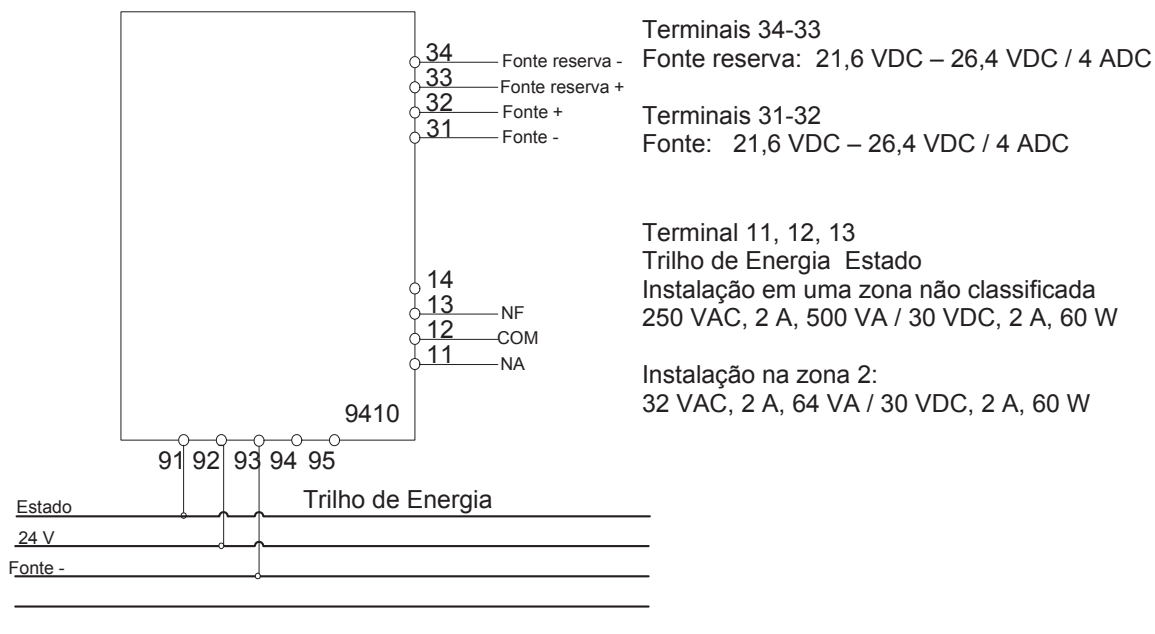 34 Fonte reserva -
33 Fonte reserva +
32 Fonte +
31 Fonte -
Terminais 34-33
Fonte reserva: 21,6 VDC – 26,4 VDC / 4 ADC
Terminais 31-32
Fonte: 21,6 VDC – 26,4 VDC / 4 ADC
14
13 NF
12 COM
11 NA
Terminal 11, 12, 13
Trilho de Energia Estado
Instalação em uma zona não classificada
250 VAC, 2 A, 500 VA / 30 VDC, 2 A, 60 W
Instalação na zona 2:
32 VAC, 2 A, 64 VA / 30 VDC, 2 A, 60 W
9410
91 92 93 94 95
Trilho de Energia
Estado
24 V
Fonte -